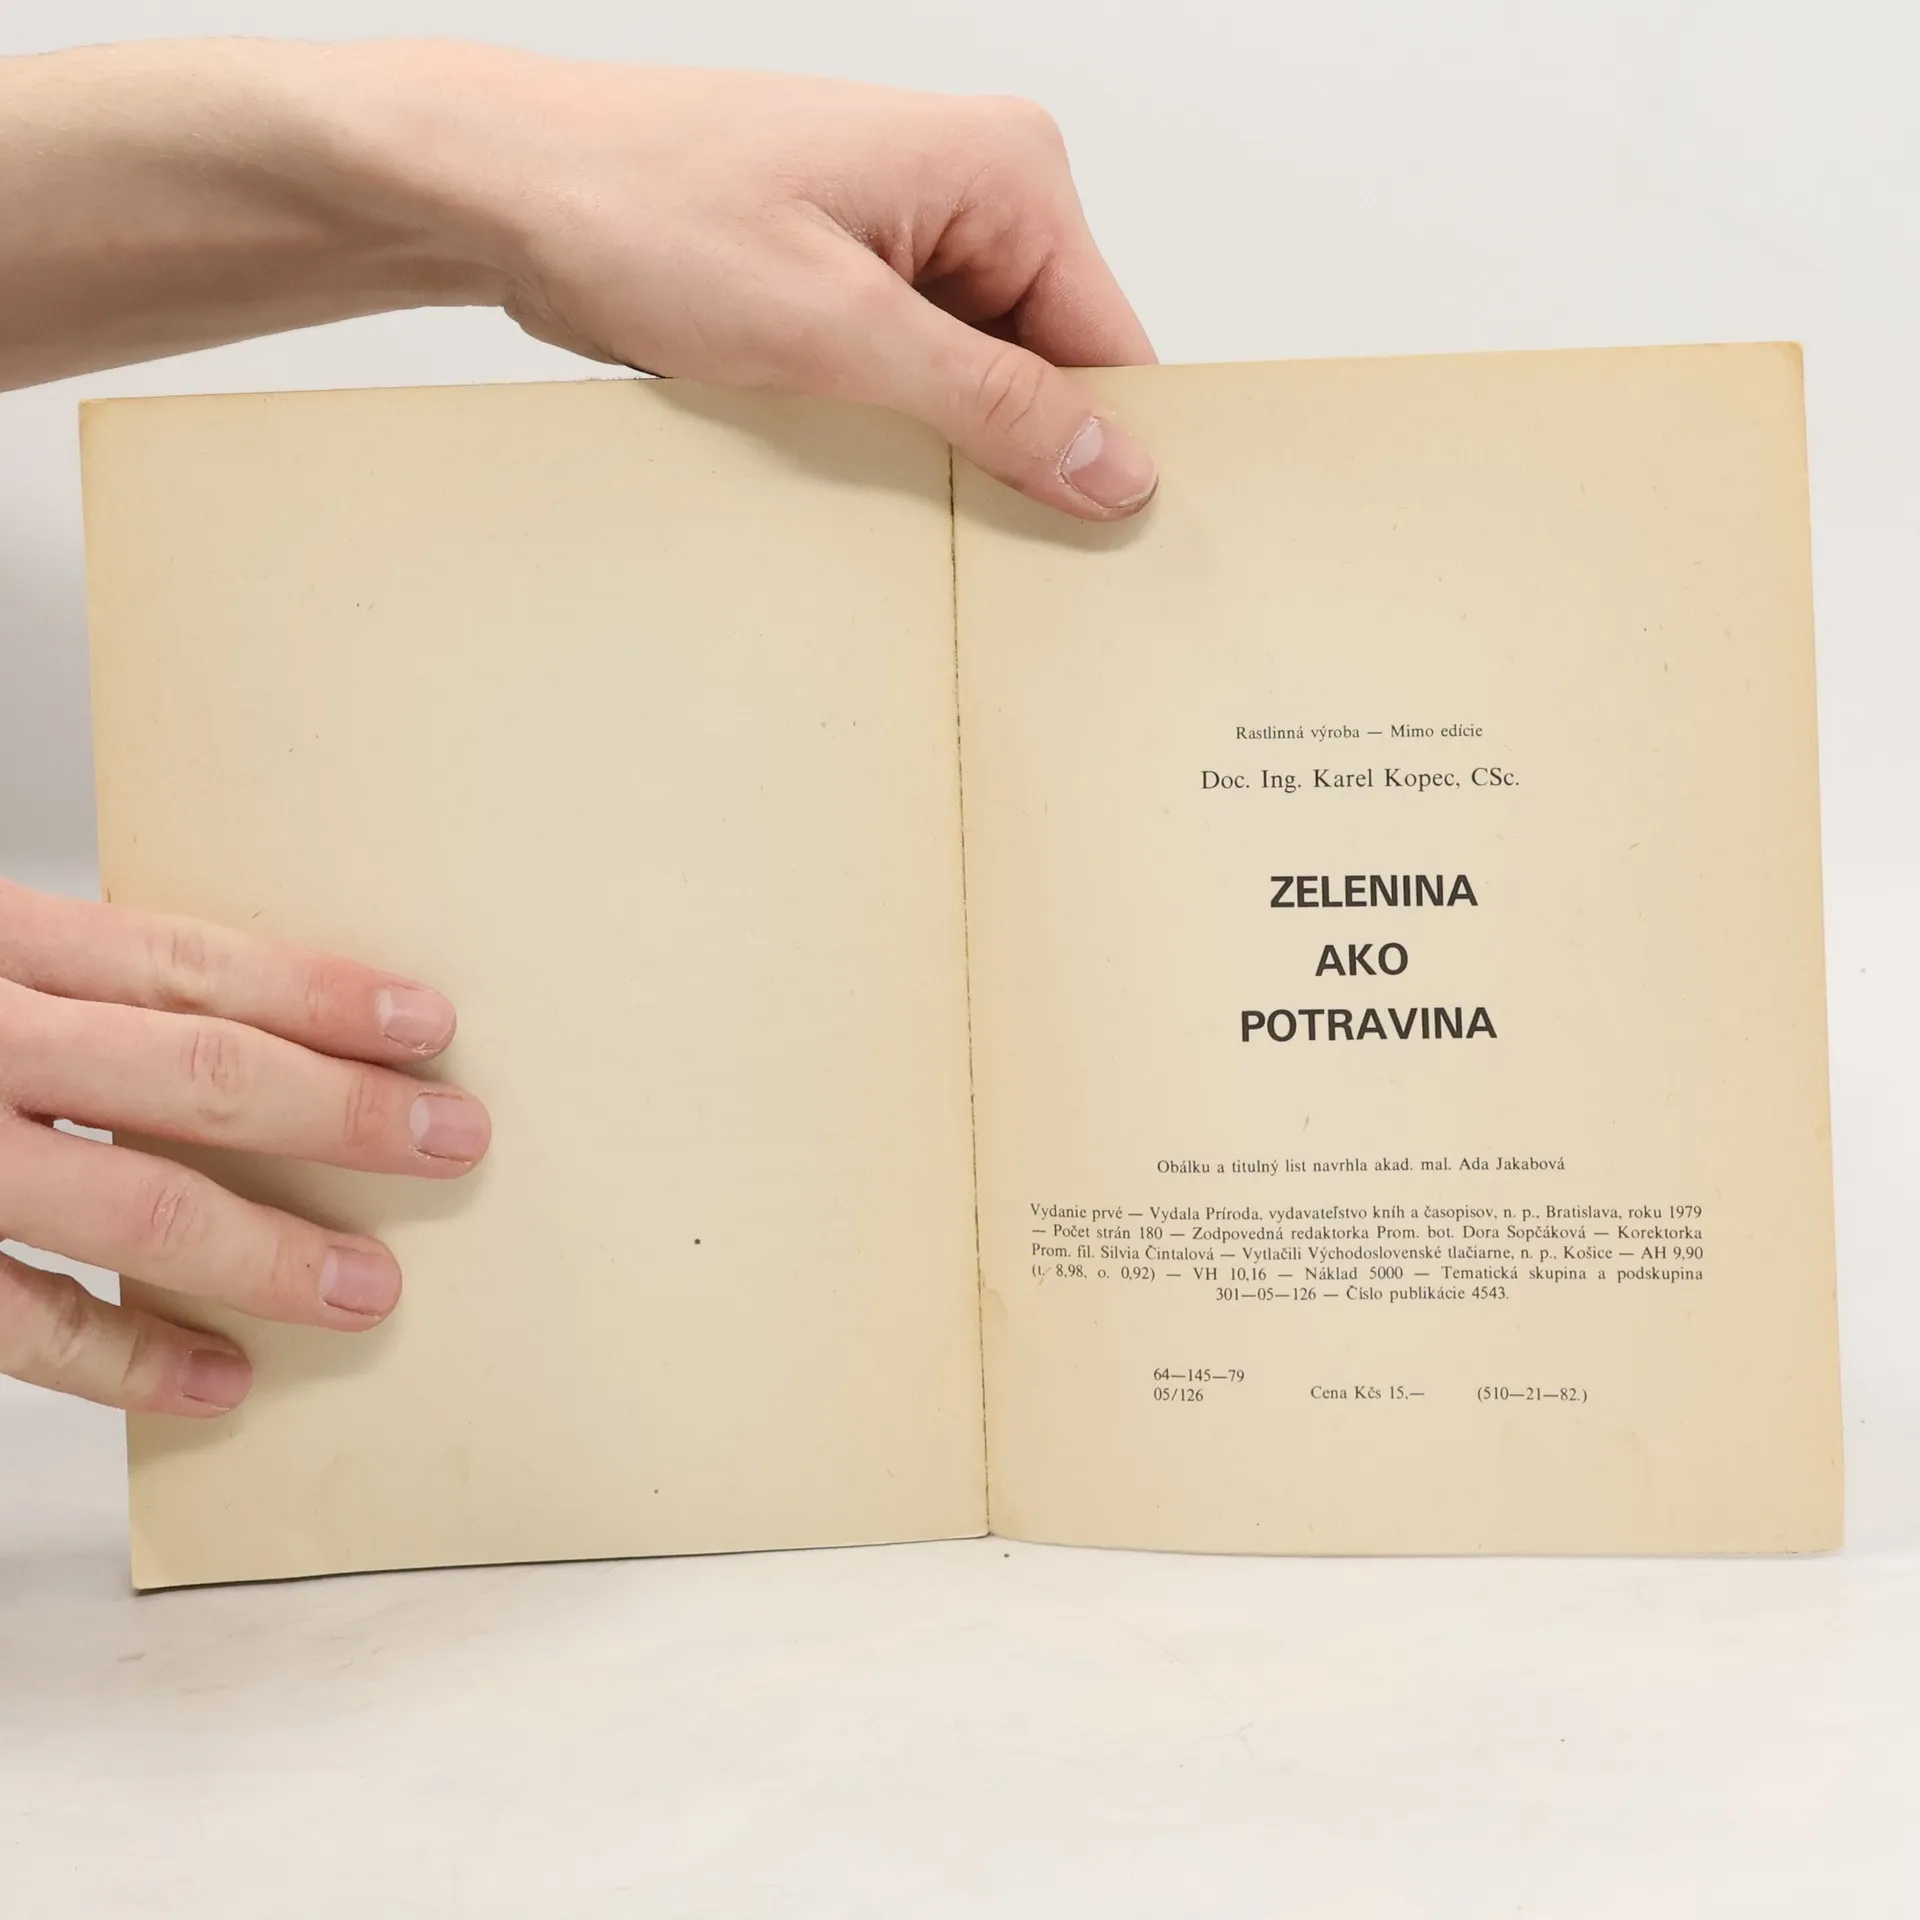 Rastlinná výroba — Mimo edície
Doc. Ing. Karel Kopec, CSc.
ZELENINA
AKO
POTRAVINA
Obálku a titulný list navrhla akad. mal. Ada Jakabová
Vydanie prvé — Vydala Príroda, vydavateľstvo kníh a časopisov, n. p., Bratislava, roku 1979
— Počet strán 180 — Zodpovedná redaktorka Prom. bot. Dora Sopčáková — Korektorka
Prom. fil. Silvia Čintalová — Vytlačili Východoslovenské tlačiarne, n. p., Košice — AH 9,90
(t. 8,98, o. 0,92) — VH 10,16 — Náklad 5000 — Tematická skupina a podskupina
301—05—126 — Číslo publikácie 4543.
64—145—79
05/126 Cena Kčs 15,— (510—21—82.)